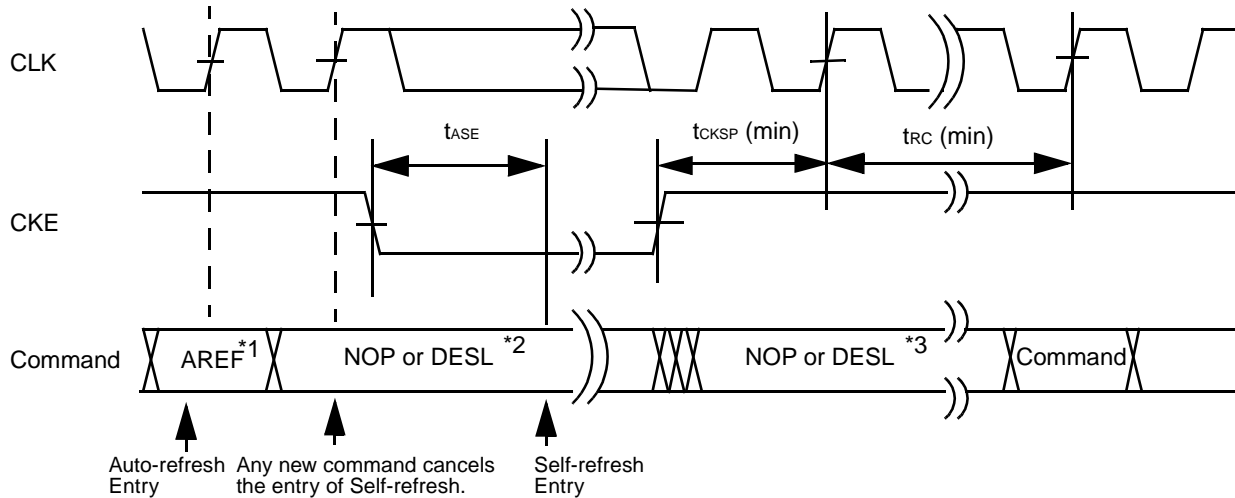 CLK
tASE
tCKSP (min)
tRC (min)
CKE
Command
AREF*1
NOP or DESL *2
NOP or DESL *3
Command
Auto-refresh
Entry
Any new command cancels
the entry of Self-refresh.
Self-refresh
Entry